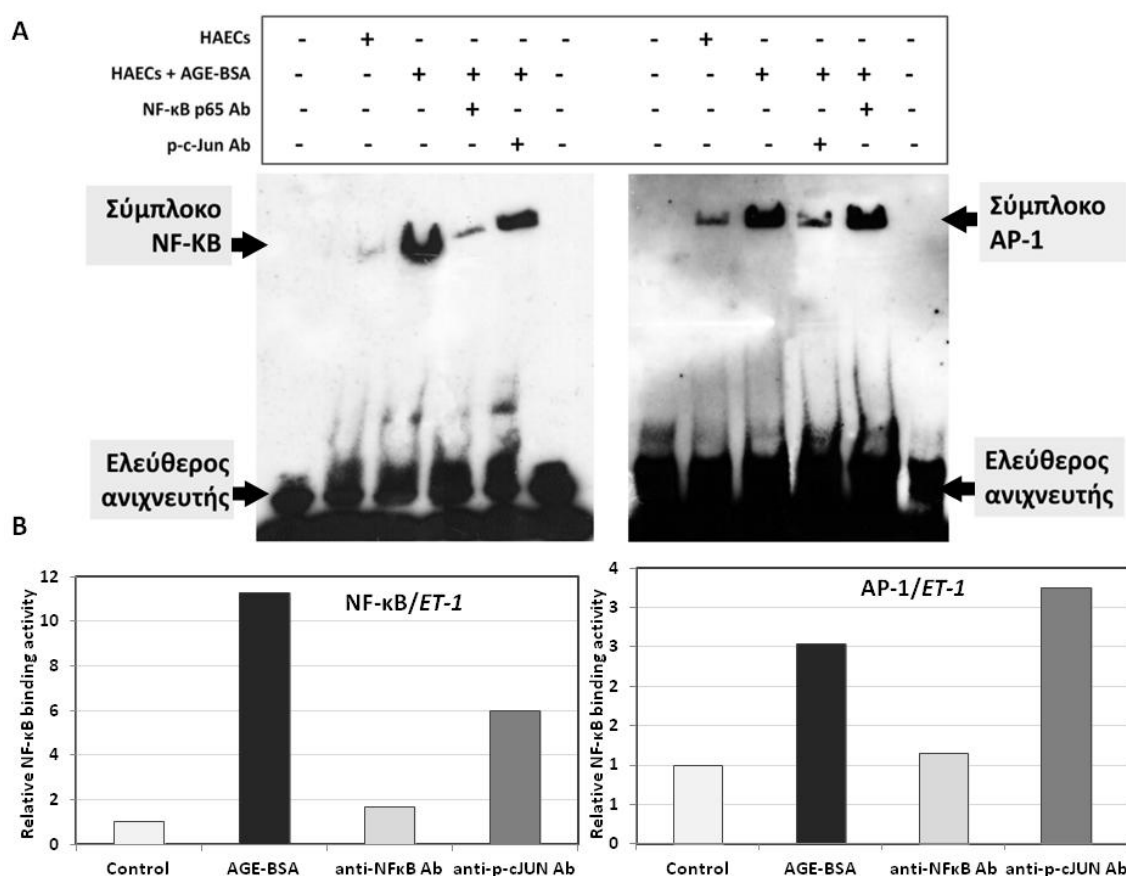 A
HAECs - + - - - - - + - - - -
HAECs + AGE-BSA - - + + + - - - + + + -
NF-κB p65 Ab - - - + - - - - - - + -
p-c-Jun Ab - - - - + - - - - + - -
Σύμπλοκο
NF-KB
Σύμπλοκο
AP-1
Ελεύθερος
ανιχνευτής
Ελεύθερος
ανιχνευτής
B
NF-κB/ET-1
Relative NF-κB binding activity
12
10
8
6
4
2
0
Control AGE-BSA anti-NFκB Ab anti-p-cJUN Ab
AP-1/ET-1
Relative NF-κB binding activity
4
3
3
2
2
1
1
0
Control AGE-BSA anti-NFκB Ab anti-p-cJUN Ab